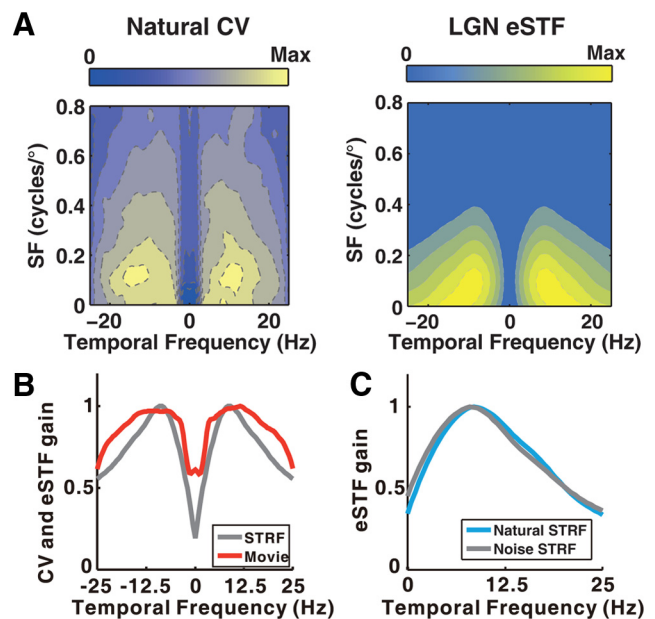 A
Natural CV
LGN eSTF
0 Max
0 Max
0.8
0.6
0.4
0.2
0
SF (cycles/°)
−20 0 20
Temporal Frequency (Hz)
0.8
0.6
0.4
0.2
0
SF (cycles/°)
−20 0 20
Temporal Frequency (Hz)
B
1
0.5
0
CV and eSTF gain
STRF
Movie
-25 -12.5 0 12.5 25
Temporal Frequency (Hz)
C
1
0.5
0
eSTF gain
Natural STRF
Noise STRF
0 12.5 25
Temporal Frequency (Hz)